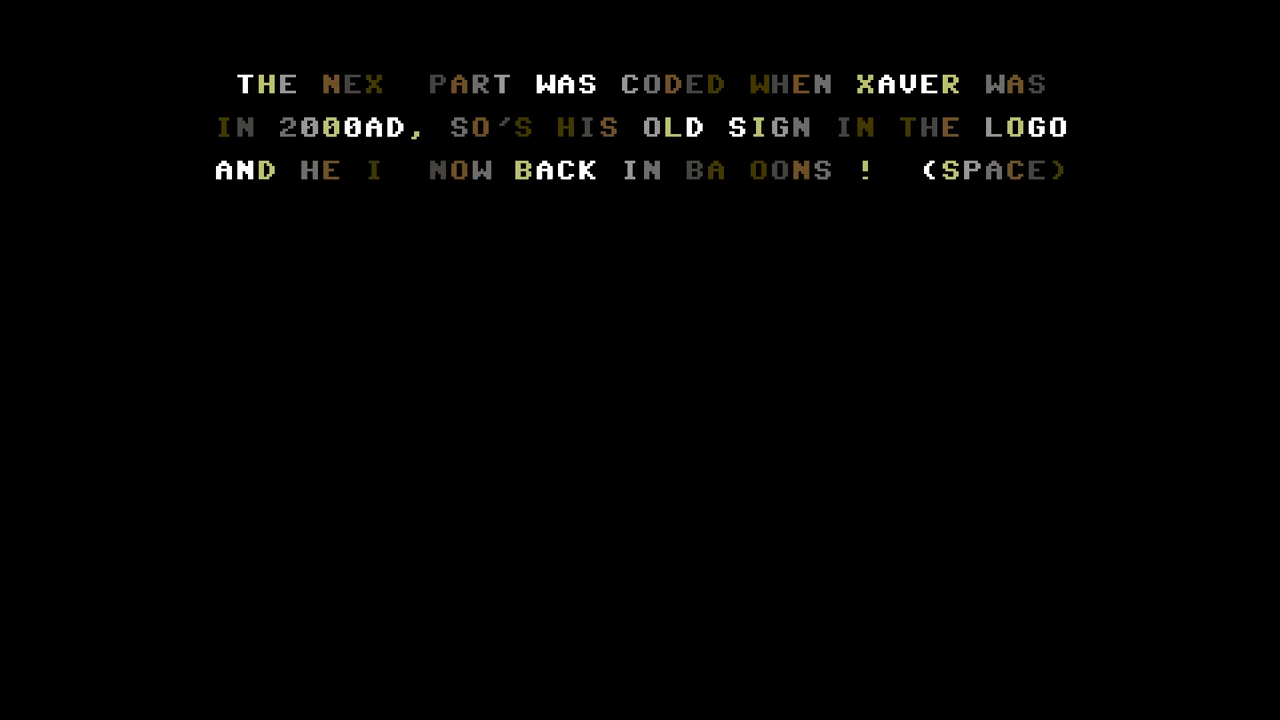 THE NEX PART WAS CODED WHEN XAVER WAS
IN 2000AD, SO'S HIS OLD SIGN IN THE LOGO
AND HE I NOW BACK IN BA OONS ! (SPACE)